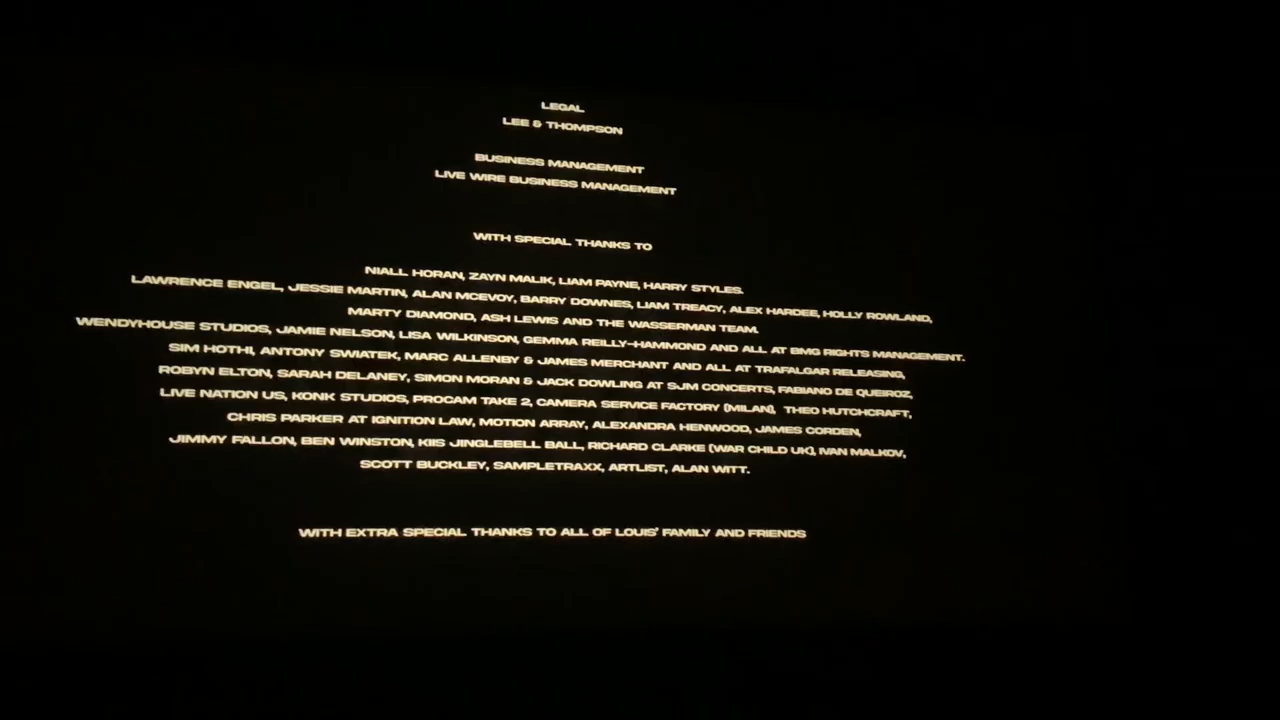 LEGAL
LEE & THOMPSON
BUSINESS MANAGEMENT
LIVE WIRE BUSINESS MANAGEMENT
WITH SPECIAL THANKS TO
NIALL HORAN, ZAYN MALIK, LIAM PAYNE, HARRY STYLES.
LAWRENCE ENGEL, JESSIE MARTIN, ALAN MCEVOY, BARRY DOWNES, LIAM TREACY, ALEX HARDEE, HOLLY ROWLAND,
MARTY DIAMOND, ASH LEWIS AND THE WASSERMAN TEAM.
WENDYHOUSE STUDIOS, JAMIE NELSON, LISA WILKINSON, GEMMA REILLY-HAMMOND AND ALL AT BMG RIGHTS MANAGEMENT.
SIM HOTHI, ANTONY SWIATEK, MARC ALLENBY & JAMES MERCHANT AND ALL AT TRAFALGAR RELEASING,
ROBYN ELTON, SARAH DELANEY, SIMON MORAN & JACK DOWLING AT SJM CONCERTS, FABIANO DE QUEIROZ,
LIVE NATION US, KONK STUDIOS, PROCAM TAKE 2, CAMERA SERVICE FACTORY (MILAN), THEO HUTCHCRAFT,
CHRIS PARKER AT IGNITION LAW, MOTION ARRAY, ALEXANDRA HENWOOD, JAMES CORDEN,
JIMMY FALLON, BEN WINSTON, KIIS JINGLEBELL BALL, RICHARD CLARKE (WAR CHILD UK), IVAN MALKOV,
SCOTT BUCKLEY, SAMPLETRAXX, ARTLIST, ALAN WITT.
WITH EXTRA SPECIAL THANKS TO ALL OF LOUIS' FAMILY AND FRIENDS